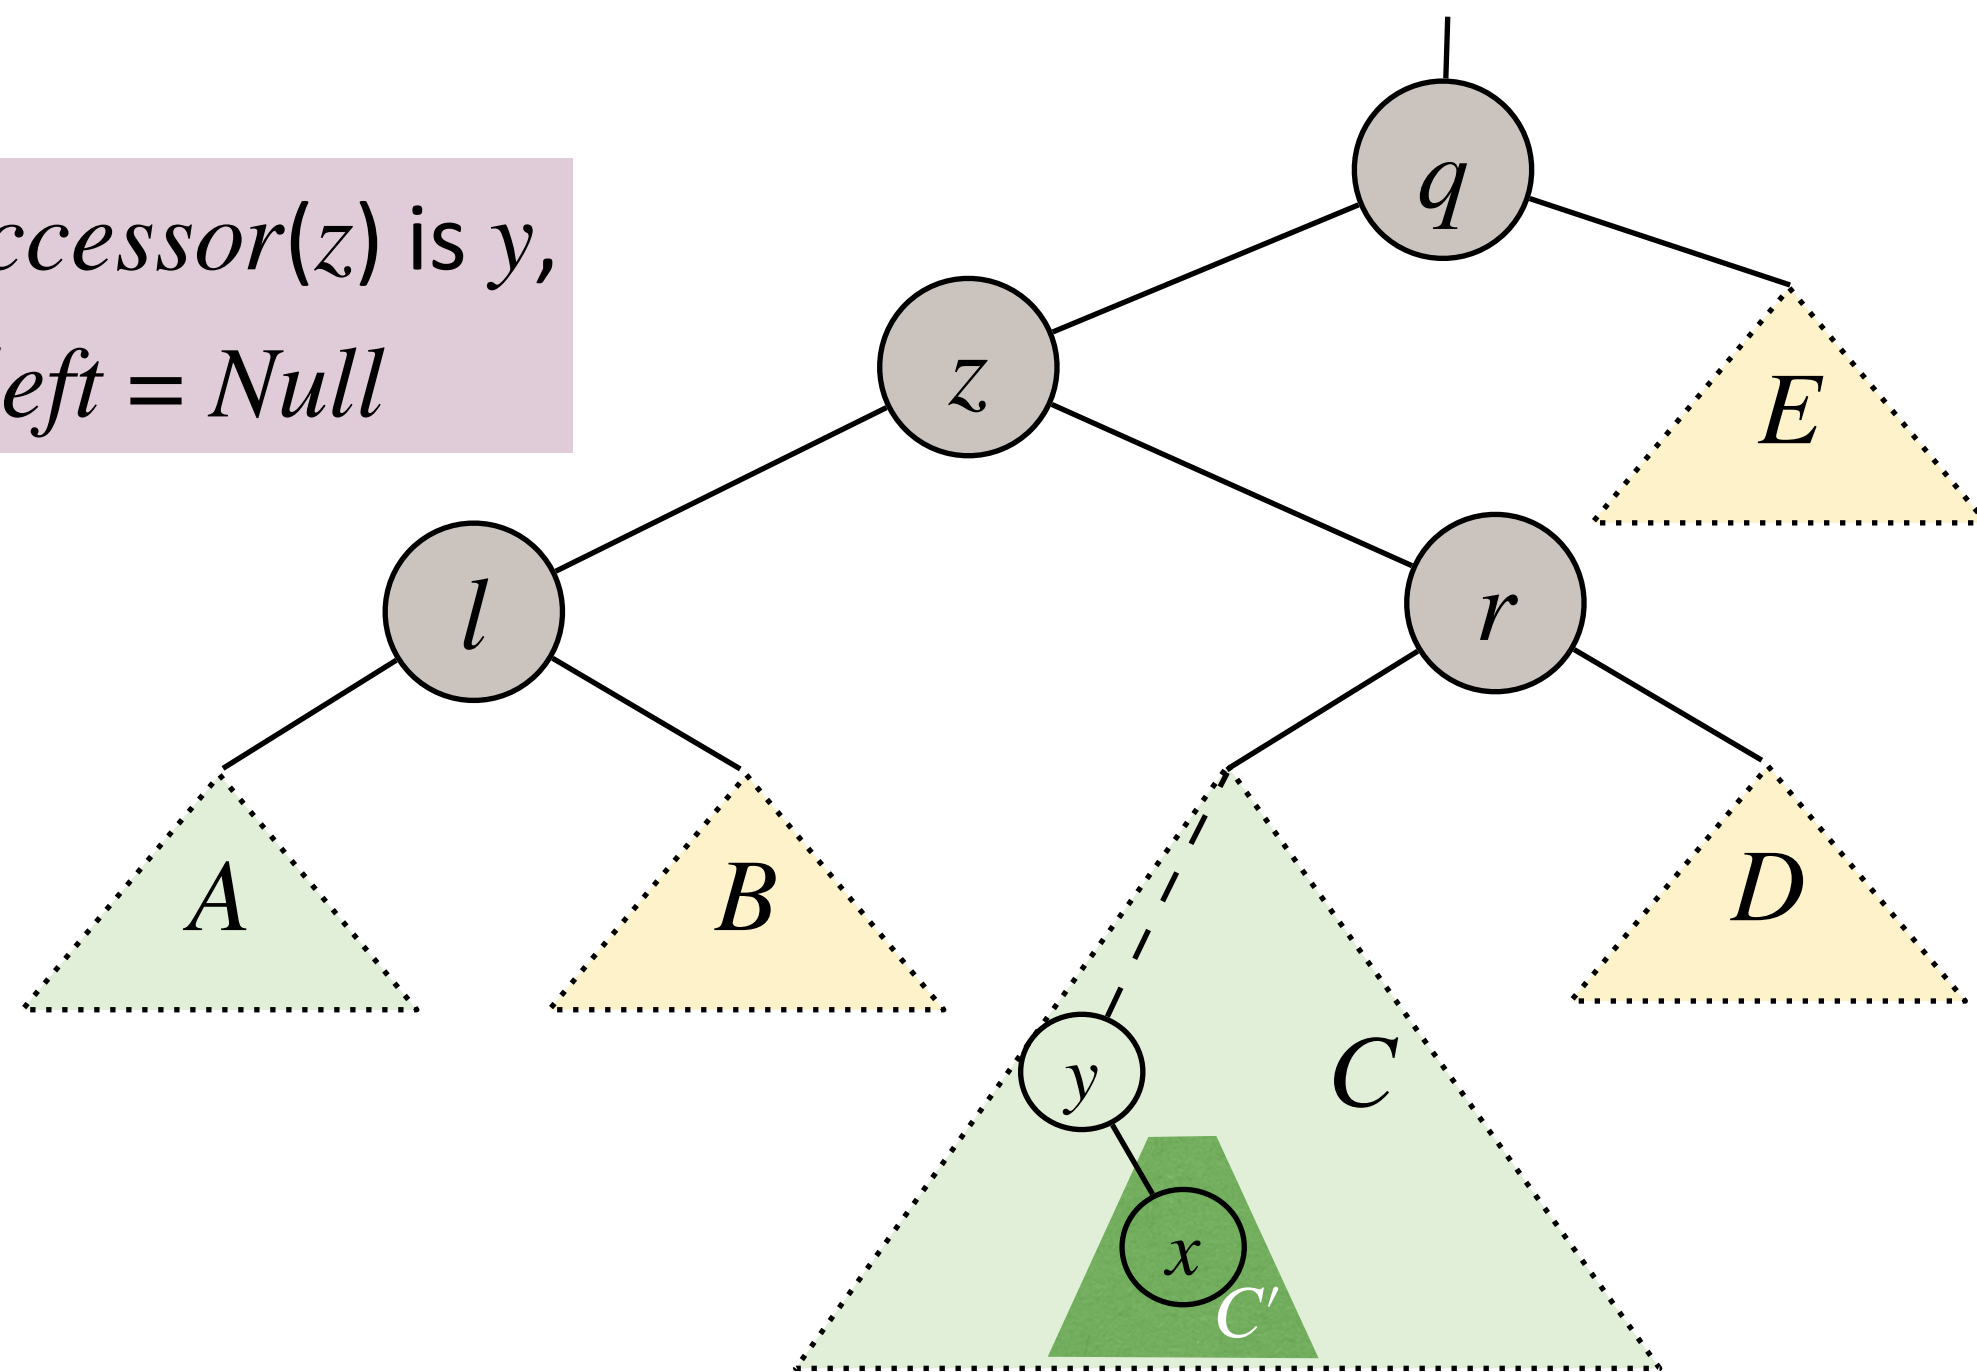 ccessor(z) is y,
eft = Null
q
z
E
l
r
A
B
D
C
y
x
C′